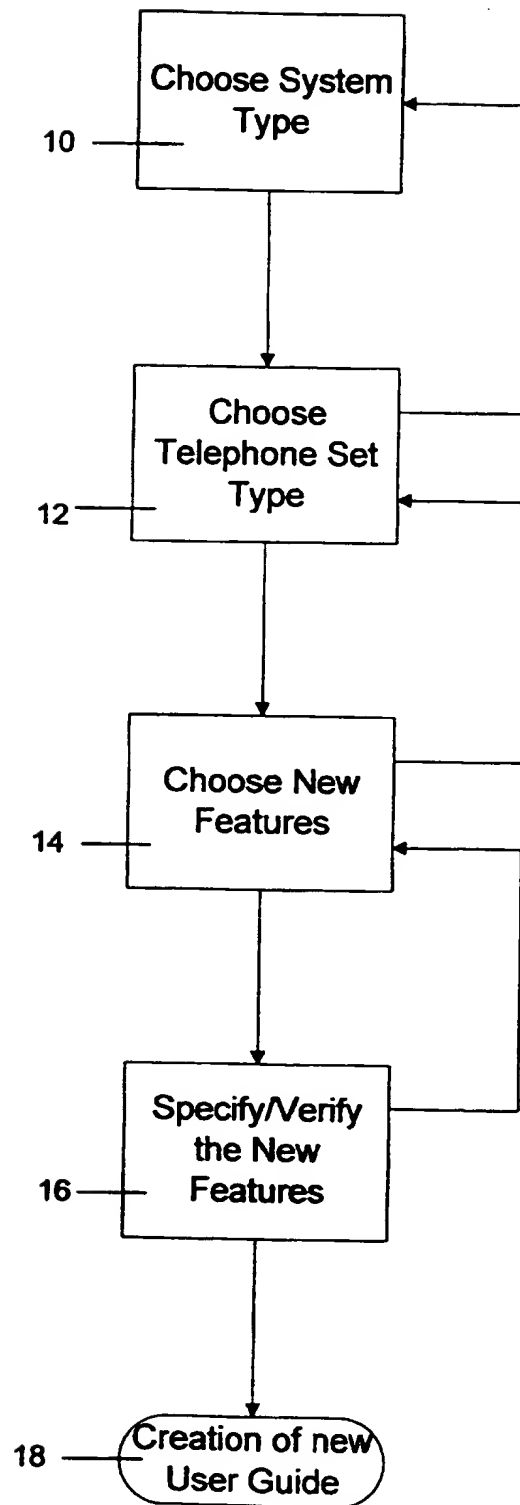 Choose System
Type
10
Choose
Telephone Set
Type
12
Choose New
Features
14
Specify/Verify
the New
Features
16
Creation of new
User Guide
18